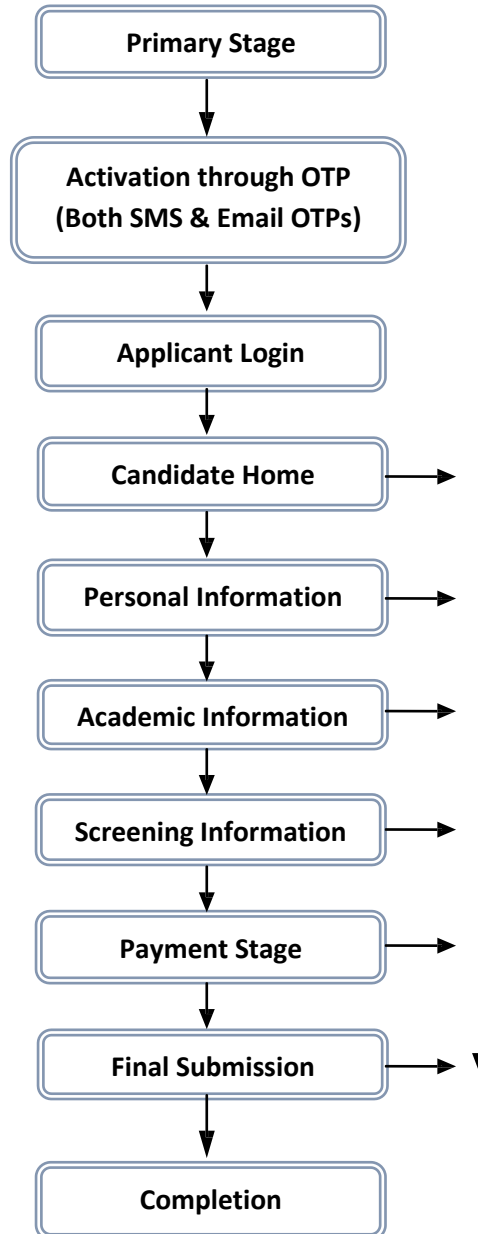 Primary Stage
Activation through OTP
(Both SMS & Email OTPs)
Applicant Login
Candidate Home
Personal Information
Academic Information
Screening Information
Payment Stage
Final Submission
Completion